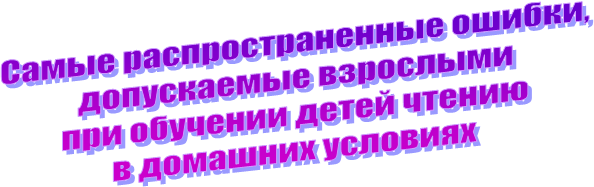 Самые распространенные ошибки,
допускаемые взрослыми
при обучении детей чтению
в домашних условиях